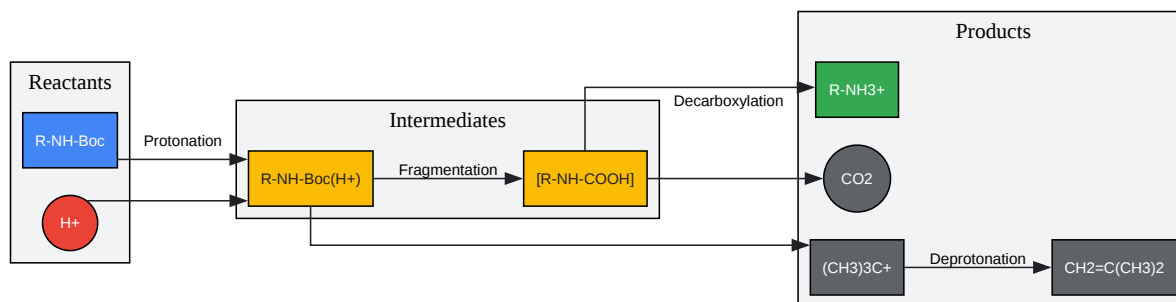 Reactants
R-NH-Boc
H+
Protonation
Intermediates
R-NH-Boc(H+)
Fragmentation
[R-NH-COOH]
Decarboxylation
Products
R-NH3+
CO2
(CH3)3C+
Deprotonation
CH2=C(CH3)2